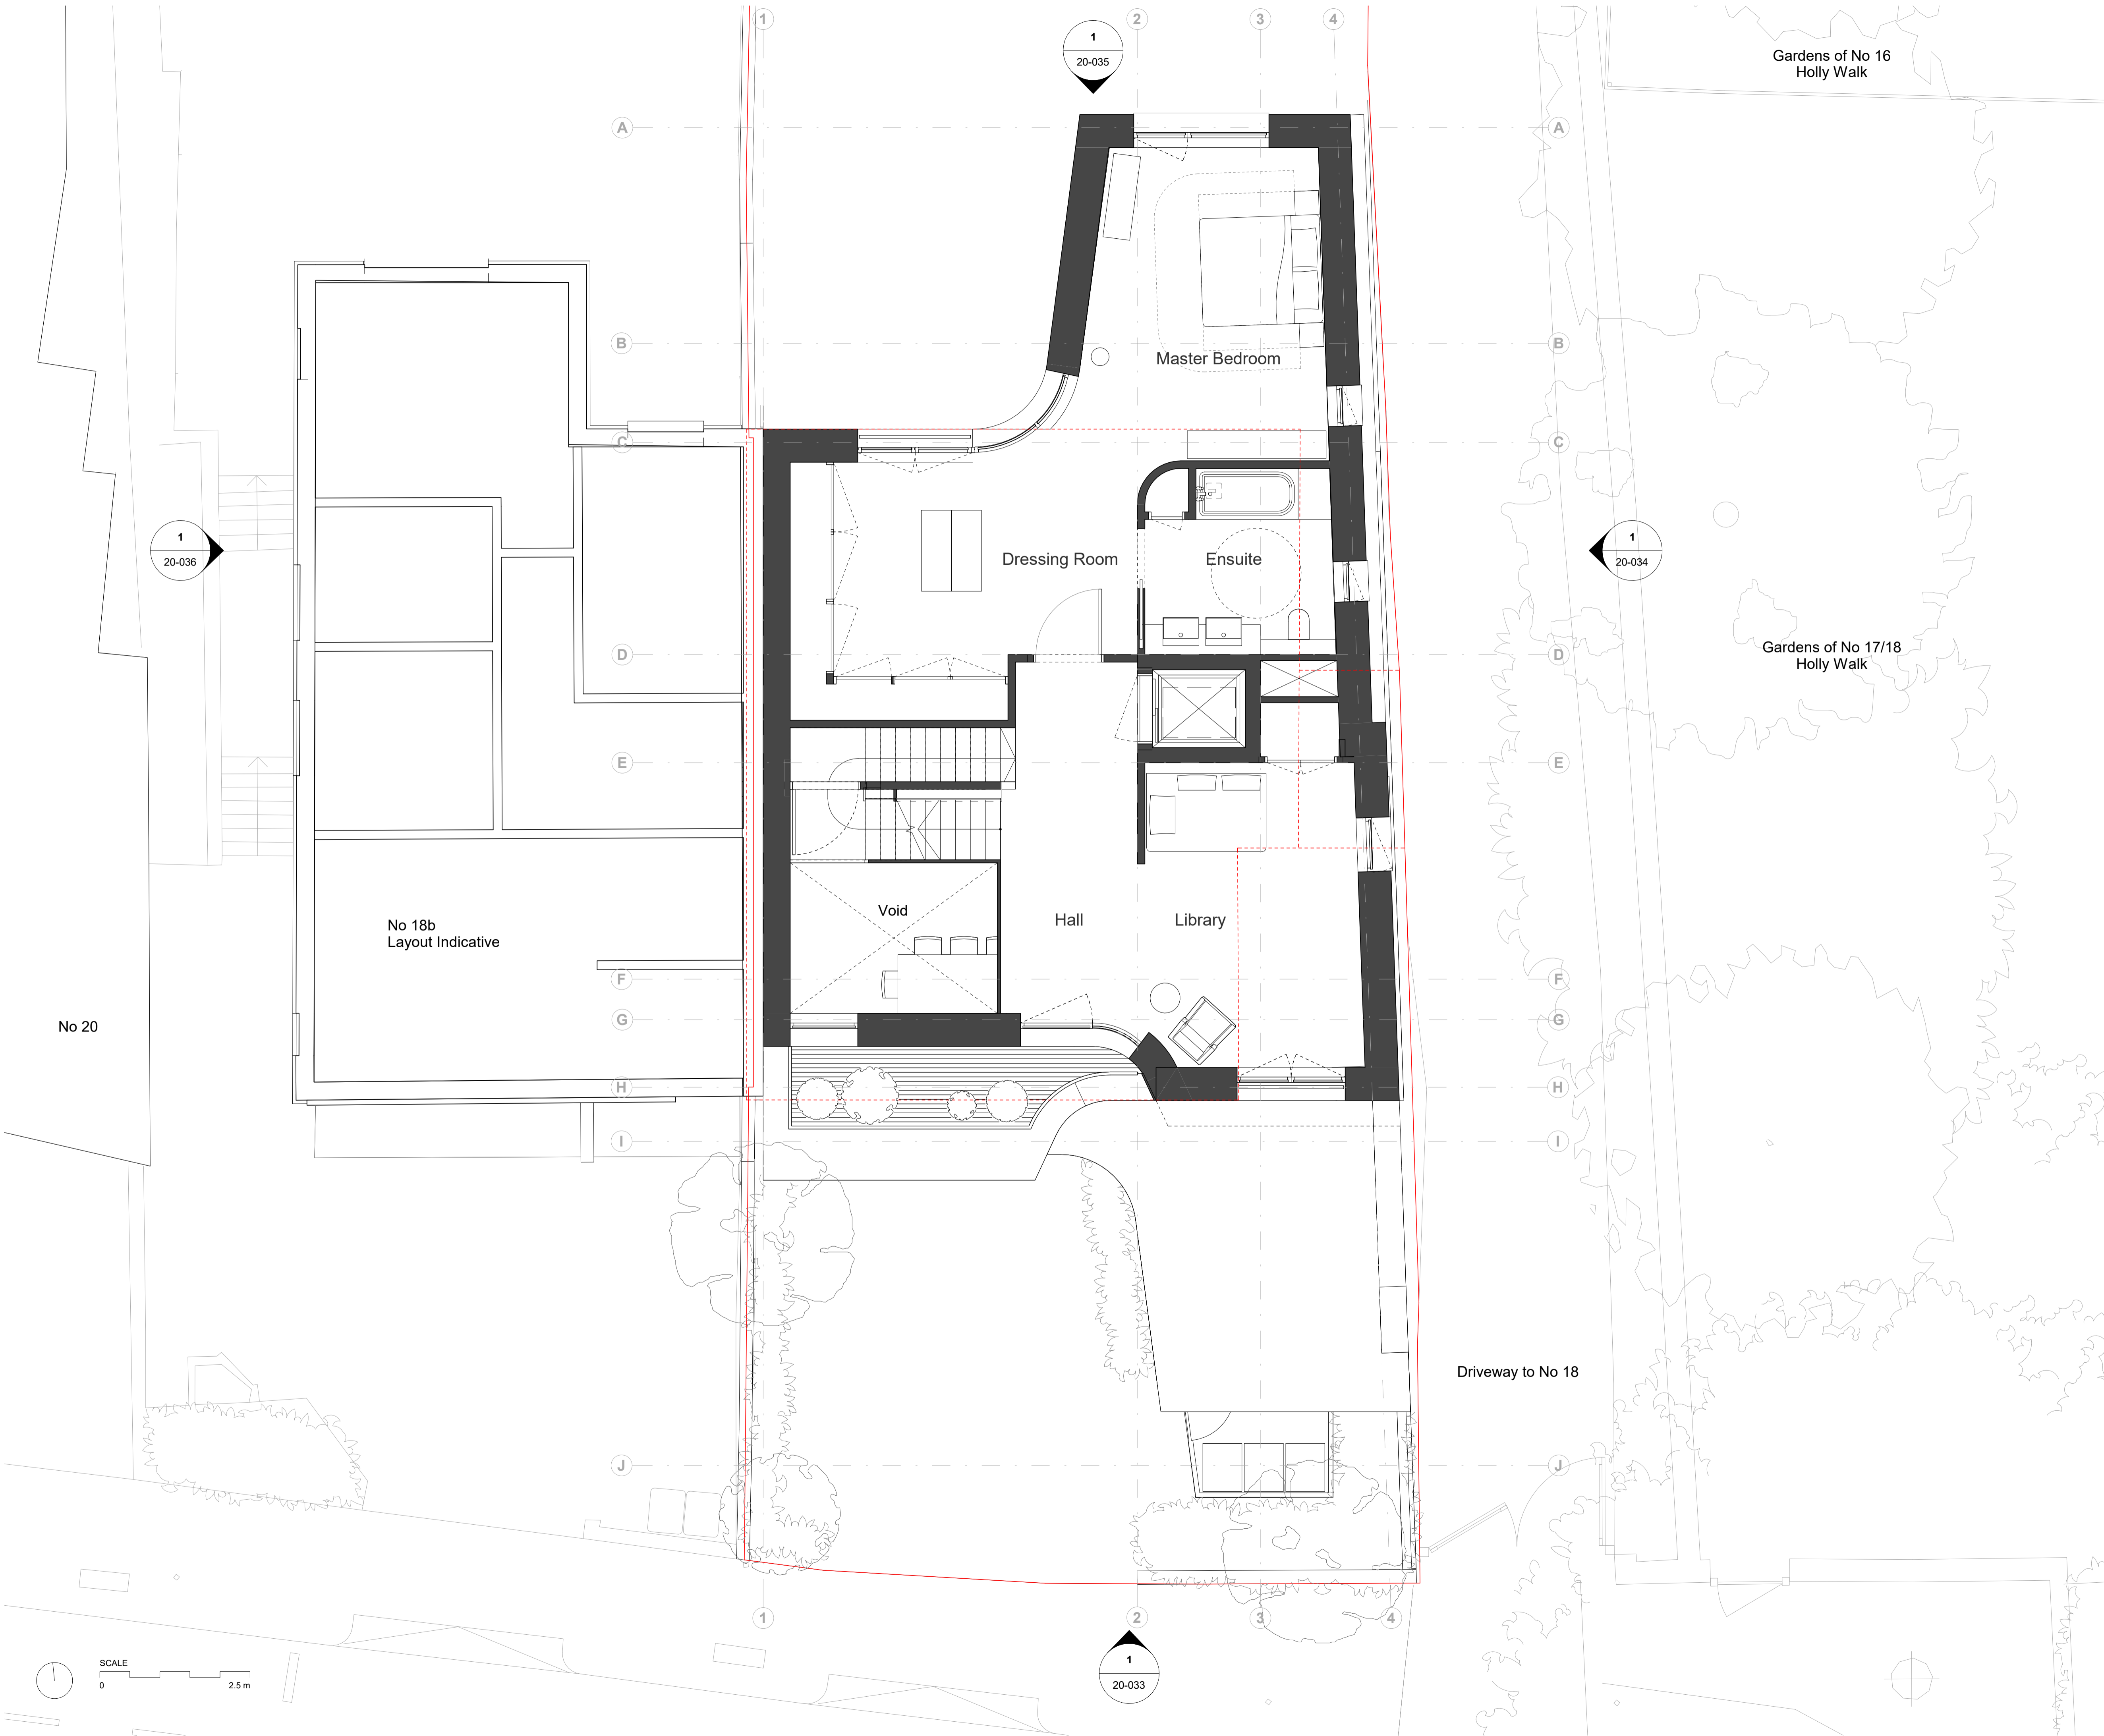 1
2
3
4
1
20-035
Gardens of No 16
Holly Walk
A
A
B
B
Master Bedroom
C
C
1
20-036
Dressing Room
Ensuite
1
20-034
D
D
Gardens of No 17/18
Holly Walk
E
E
Void
Hall
Library
No 18b
Layout Indicative
F
F
No 20
G
G
H
H
I
I
Driveway to No 18
J
J
1
2
3
4
1
20-033
SCALE
0
2.5 m